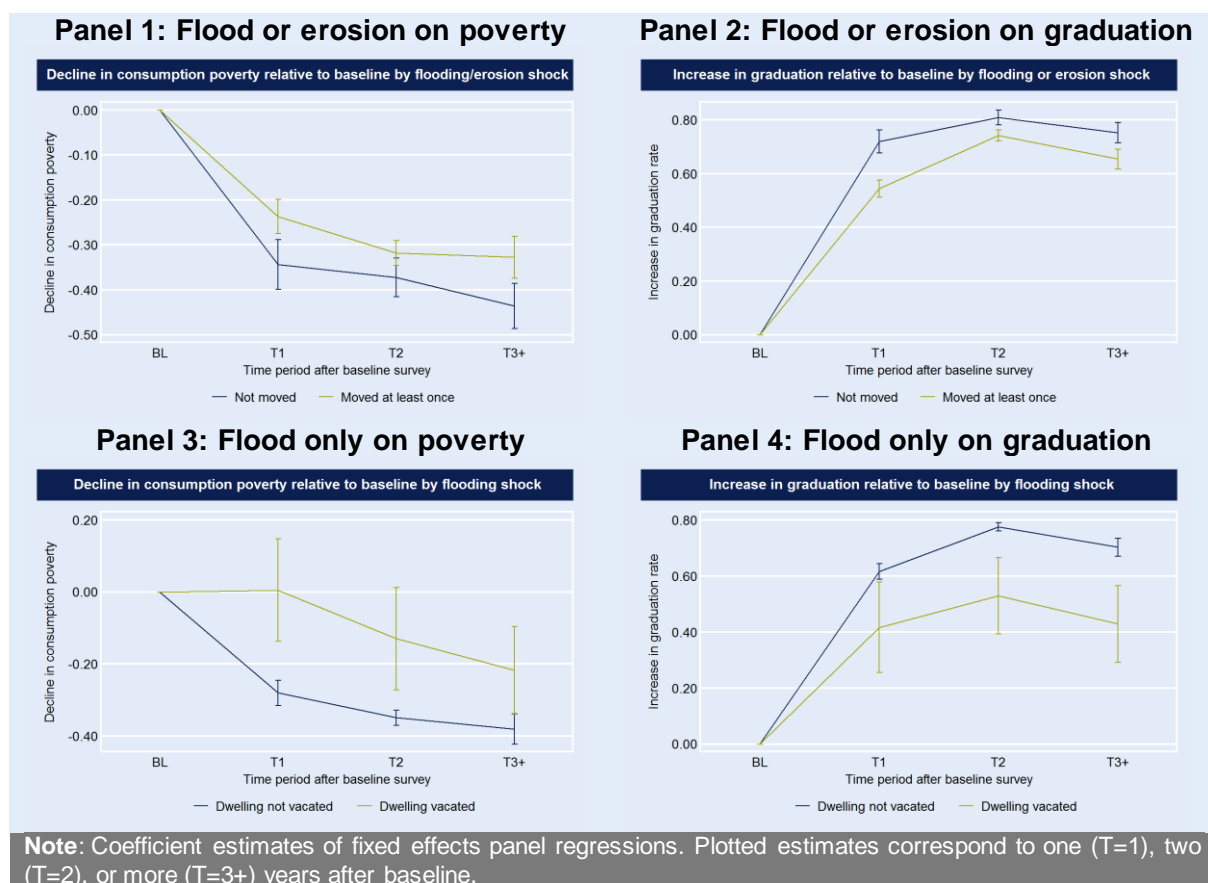 Panel 1: Flood or erosion on poverty
Decline in consumption poverty relative to baseline by flooding/erosion shock
Decline in consumption poverty
0.00
-0.10
-0.20
-0.30
-0.40
-0.50
BL T1 T2 T3+
Time period after baseline survey
Not moved Moved at least once
Panel 2: Flood or erosion on graduation
Increase in graduation relative to baseline by flooding or erosion shock
Increase in graduation rate
0.80
0.60
0.40
0.20
0.00
BL T1 T2 T3+
Time period after baseline survey
Not moved Moved at least once
Panel 3: Flood only on poverty
Decline in consumption poverty relative to baseline by flooding shock
Decline in consumption poverty
0.20
0.00
-0.20
-0.40
BL T1 T2 T3+
Time period after baseline survey
Dwelling not vacated Dwelling vacated
Panel 4: Flood only on graduation
Increase in graduation relative to baseline by flooding shock
Increase in graduation rate
0.80
0.60
0.40
0.20
0.00
BL T1 T2 T3+
Time period after baseline survey
Dwelling not vacated Dwelling vacated
Note: Coefficient estimates of fixed effects panel regressions. Plotted estimates correspond to one (T=1), two
(T=2), or more (T=3+) years after baseline.